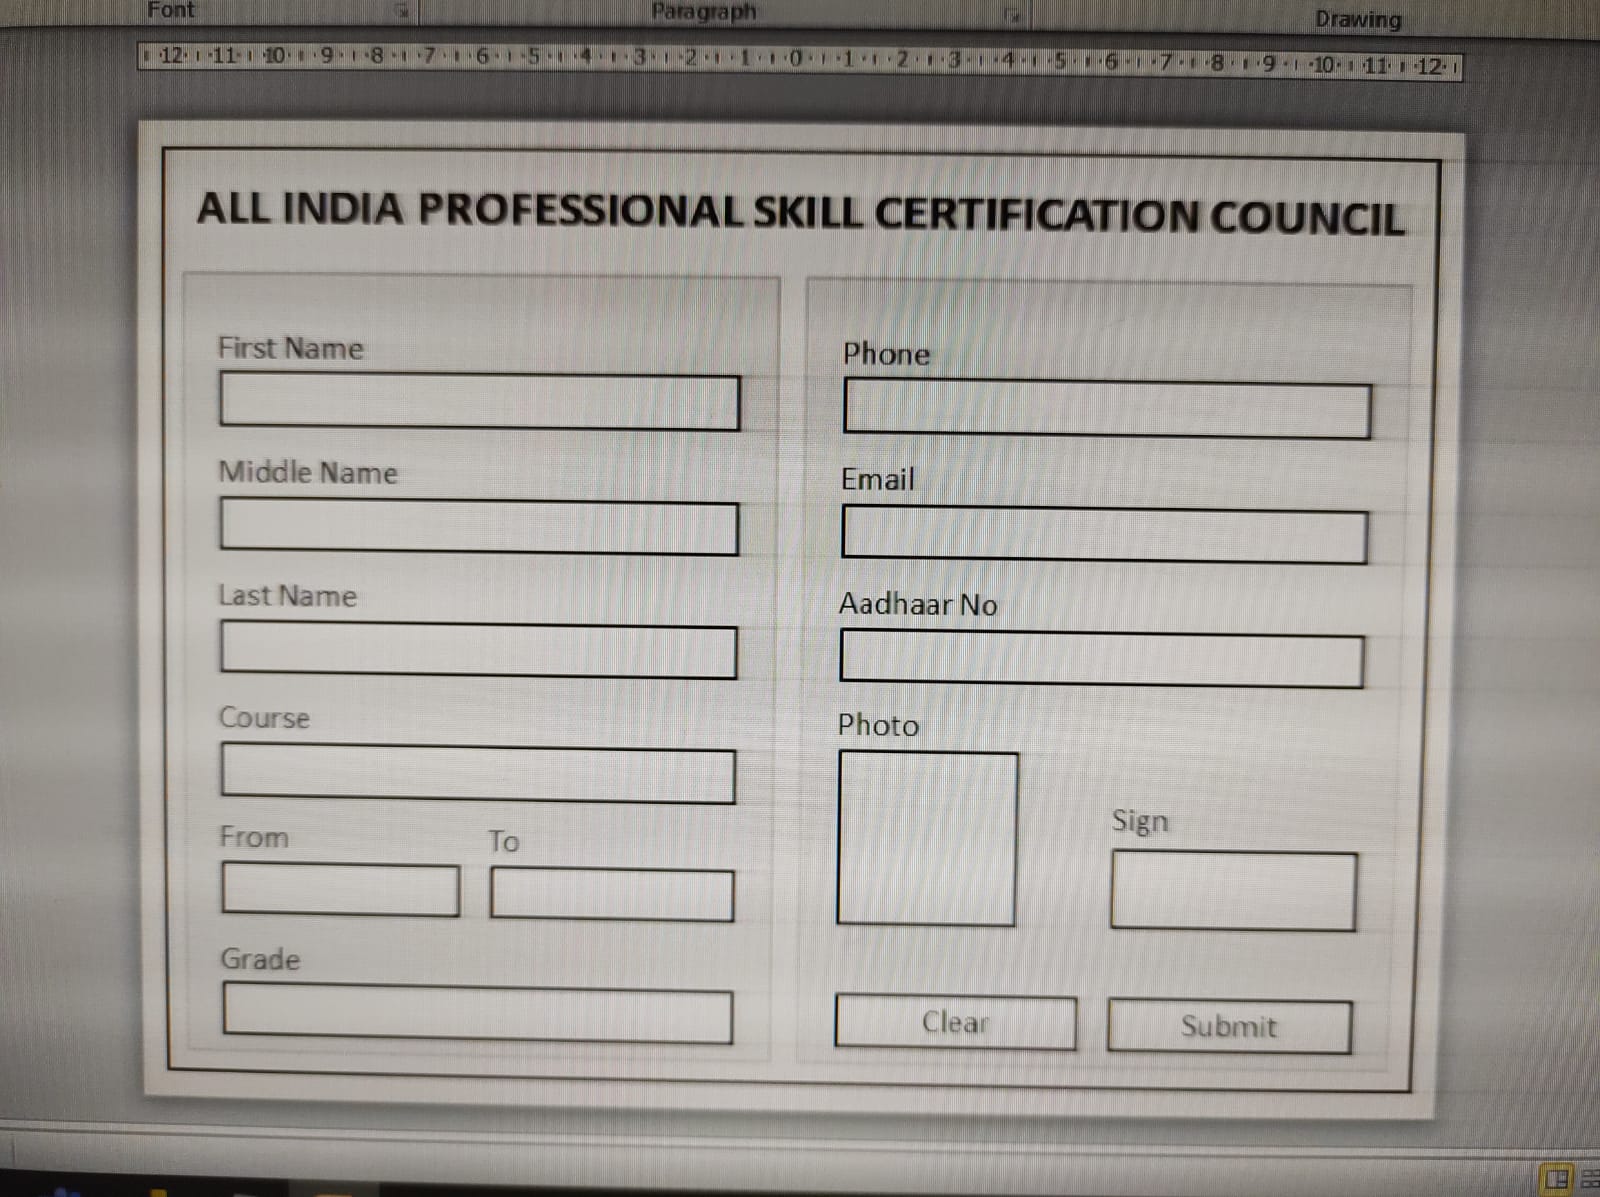 Font
Paragraph
Drawing
12 11 10 9 8 7 6 5 4 3 2 1 0 1 2 3 4 5 6 7 8 9 10 11 12
ALL INDIA PROFESSIONAL SKILL CERTIFICATION COUNCIL
First Name
Middle Name
Last Name
Course
From To
Grade
Phone
Email
Aadhaar No
Photo
Sign
Clear Submit